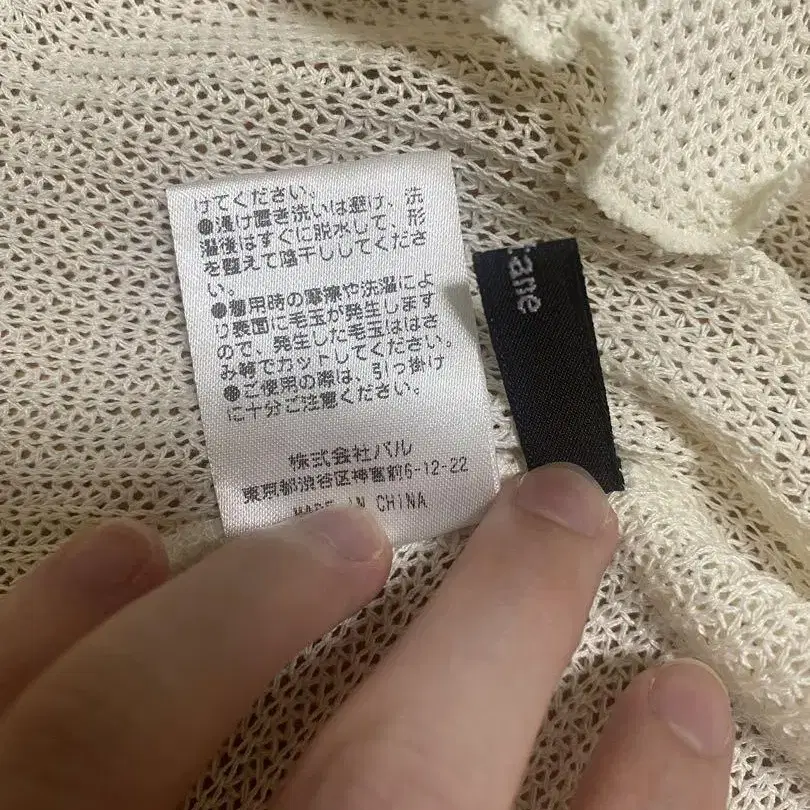 けてください。
●浸け置き洗いは避け、洗
濯後はすぐに脱水して、形
を整えて陰干ししてくださ
い。
●着用時の摩擦や洗濯によ
り表面に毛玉が発生します
ので、発生した毛玉ははさ
み等でカットしてください。
●ご使用の際は、引っ掛け
に十分ご注意ください。
株式会社パル
東京都渋谷区神宮前6-12-22
MADE IN CHINA
ane